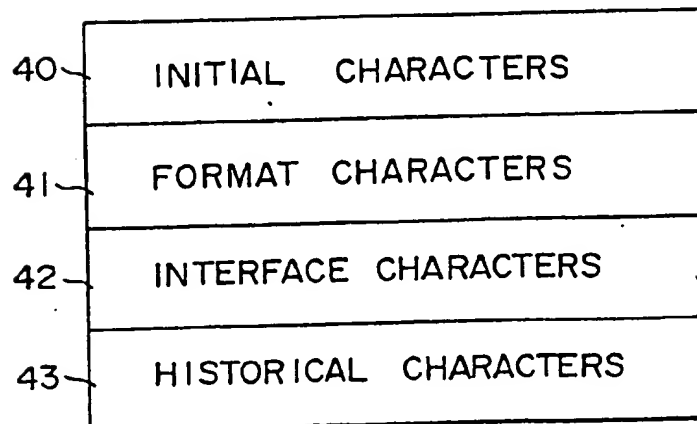 40 INITIAL CHARACTERS
41 FORMAT CHARACTERS
42 INTERFACE CHARACTERS
43 HISTORICAL CHARACTERS